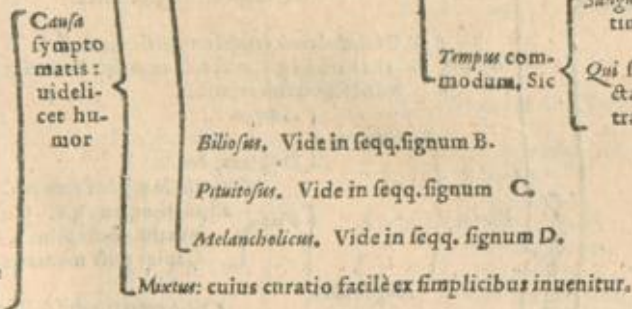 Causa
ſympto
matis:
uideli-
cet hu-
mor
Tempus com-
modum, Sic
Qui
Bilioſus. Vide in ſeqq. ſignum B.
Pituitoſus. Vide in ſeqq. ſignum C.
Melancholicus. Vide in ſeqq. ſignum D.
Mixtus: cuius curatio facilè ex ſimplicibus inuenitur.